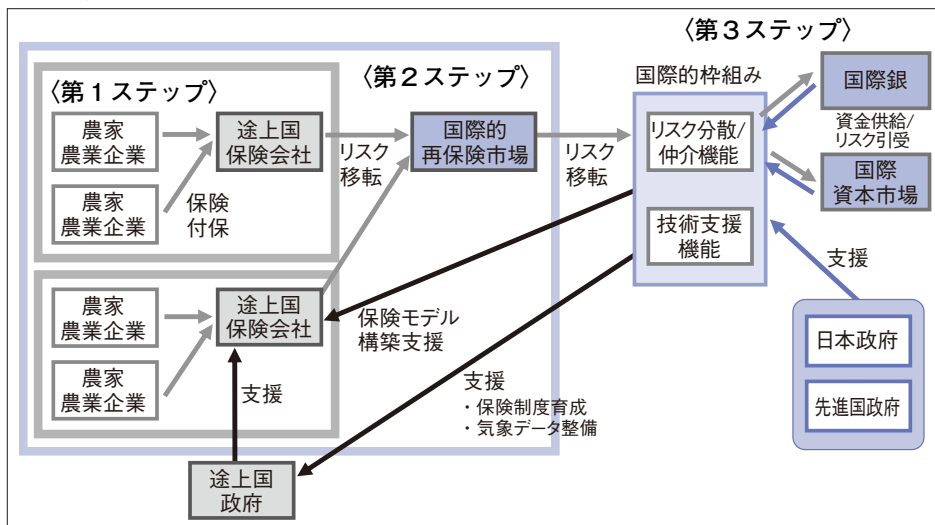 〈第3ステップ〉
〈第1ステップ〉
〈第2ステップ〉
国際的枠組み
農家
農業企業
途上国
保険会社
国際的
再保険市場
リスク分散/
仲介機能
国際銀
資金供給/
リスク引受
国際
資本市場
リスク
移転
リスク
移転
農家
農業企業
保険
付保
技術支援
機能
支援
農家
農業企業
途上国
保険会社
保険モデル
構築支援
農家
農業企業
支援
支援
・保険制度育成
・気象データ整備
日本政府
先進国政府
途上国
政府